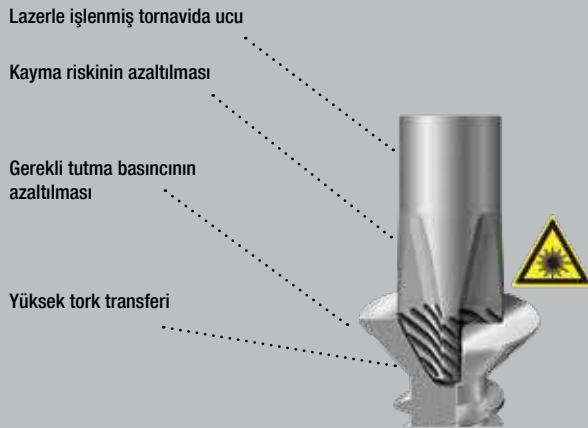 Lazerle işlenmiş tornavida ucu
Kayma riskinin azaltılması
Gerekli tutma basıncının
azaltılması
Yüksek tork transferi